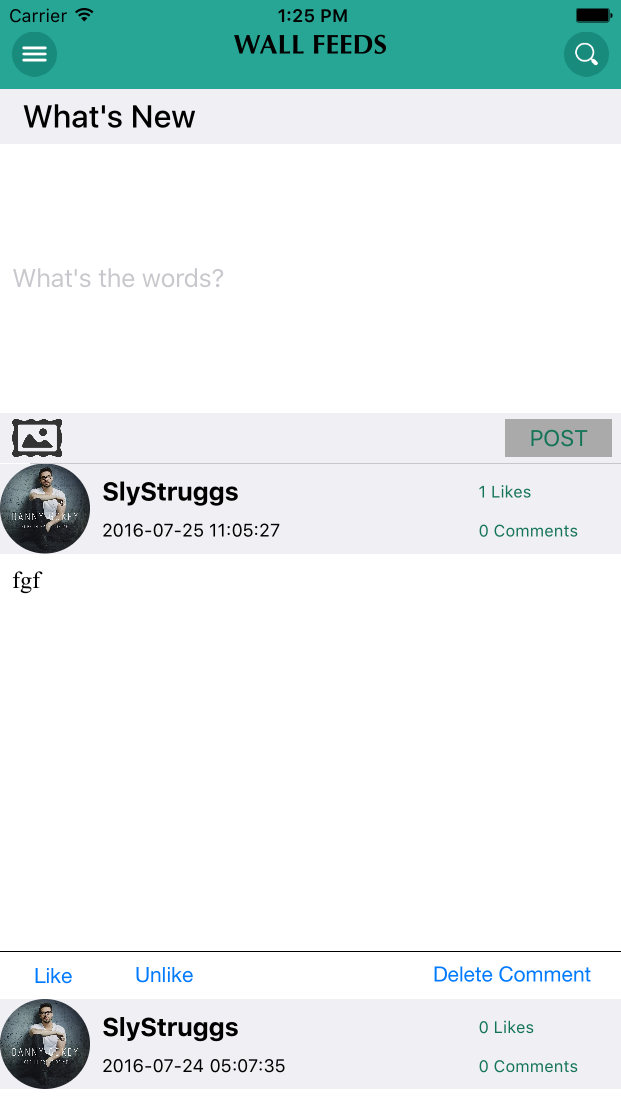 Carrier 1:25 PM
WALL FEEDS
What's New
What's the words?
POST
SlyStruggs 1 Likes
2016-07-25 11:05:27 0 Comments
fgf
Like Unlike Delete Comment
SlyStruggs 0 Likes
2016-07-24 05:07:35 0 Comments